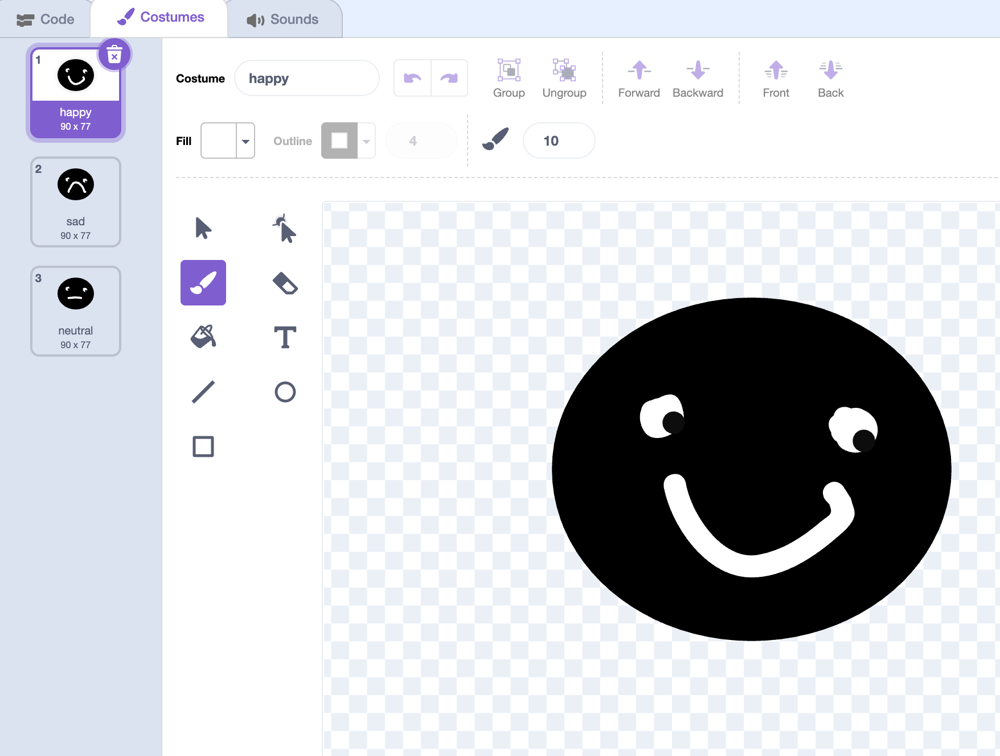 Code
Costumes
Sounds
1
happy
90 x 77
2
sad
90 x 77
3
neutral
90 x 77
Costume
happy
Group
Ungroup
Forward
Backward
Front
Back
Fill
Outline
4
10
T